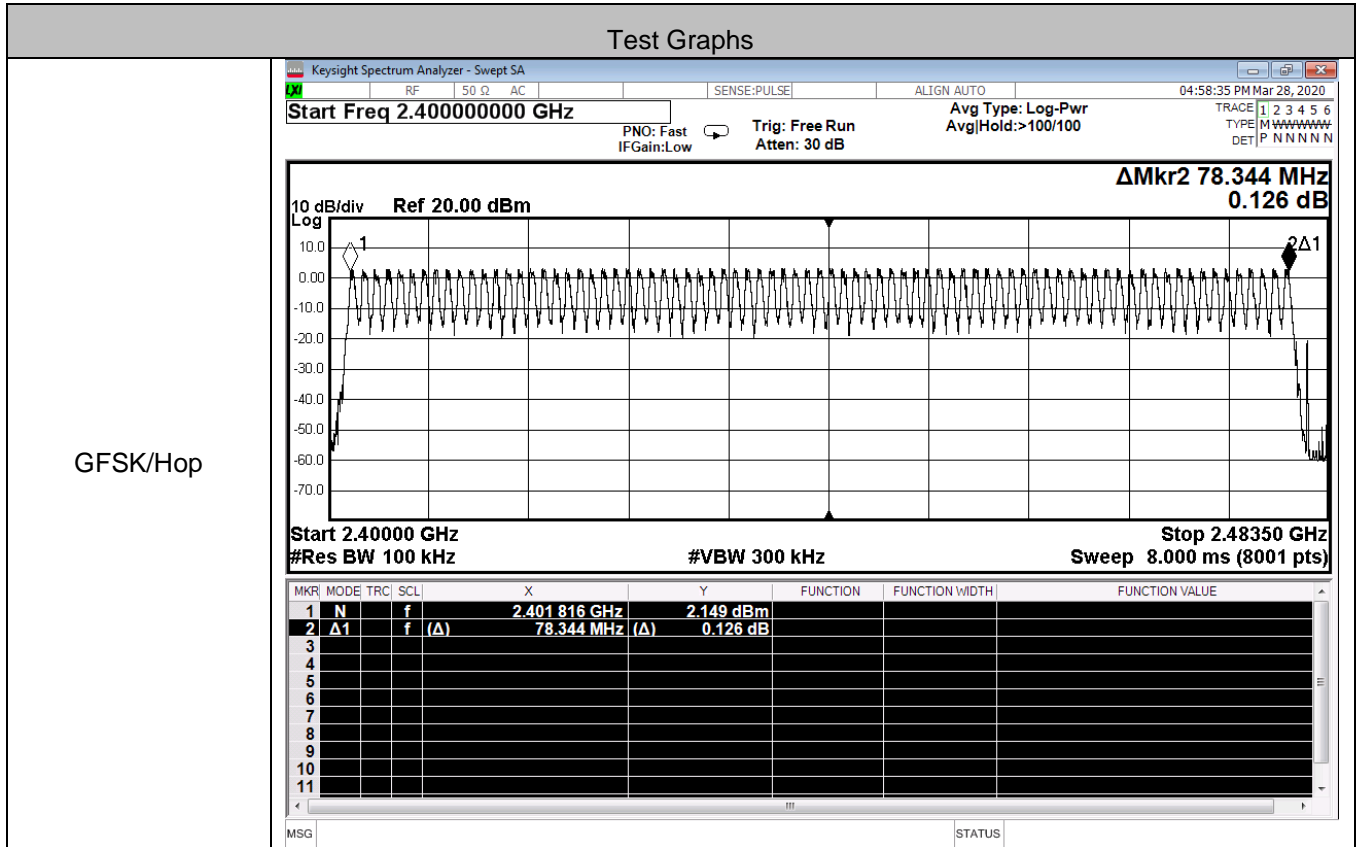 Test Graphs
GFSK/Hop
Keysight Spectrum Analyzer - Swept SA
LXI RF 50 Ω AC SENSE:PULSE ALIGN AUTO 04:58:35 PM Mar 28, 2020
Start Freq 2.400000000 GHz
PNO: Fast
IFGain:Low
Trig: Free Run
Atten: 30 dB
Avg Type: Log-Pwr
Avg|Hold:>100/100
TRACE 1 2 3 4 5 6
TYPE M WWWWW
DET P N N N N N
ΔMkr2 78.344 MHz
0.126 dB
10 dB/div Ref 20.00 dBm
Log
10.0
0.00
-10.0
-20.0
-30.0
-40.0
-50.0
-60.0
-70.0
1
2Δ1
Start 2.40000 GHz
Stop 2.48350 GHz
#Res BW 100 kHz
#VBW 300 kHz
Sweep 8.000 ms (8001 pts)
MKR MODE TRC SCL X Y FUNCTION FUNCTION WIDTH FUNCTION VALUE
1 N f 2.401 816 GHz 2.149 dBm
2 Δ1 f (Δ) 78.344 MHz (Δ) 0.126 dB
3
4
5
6
7
8
9
10
11
MSG
STATUS